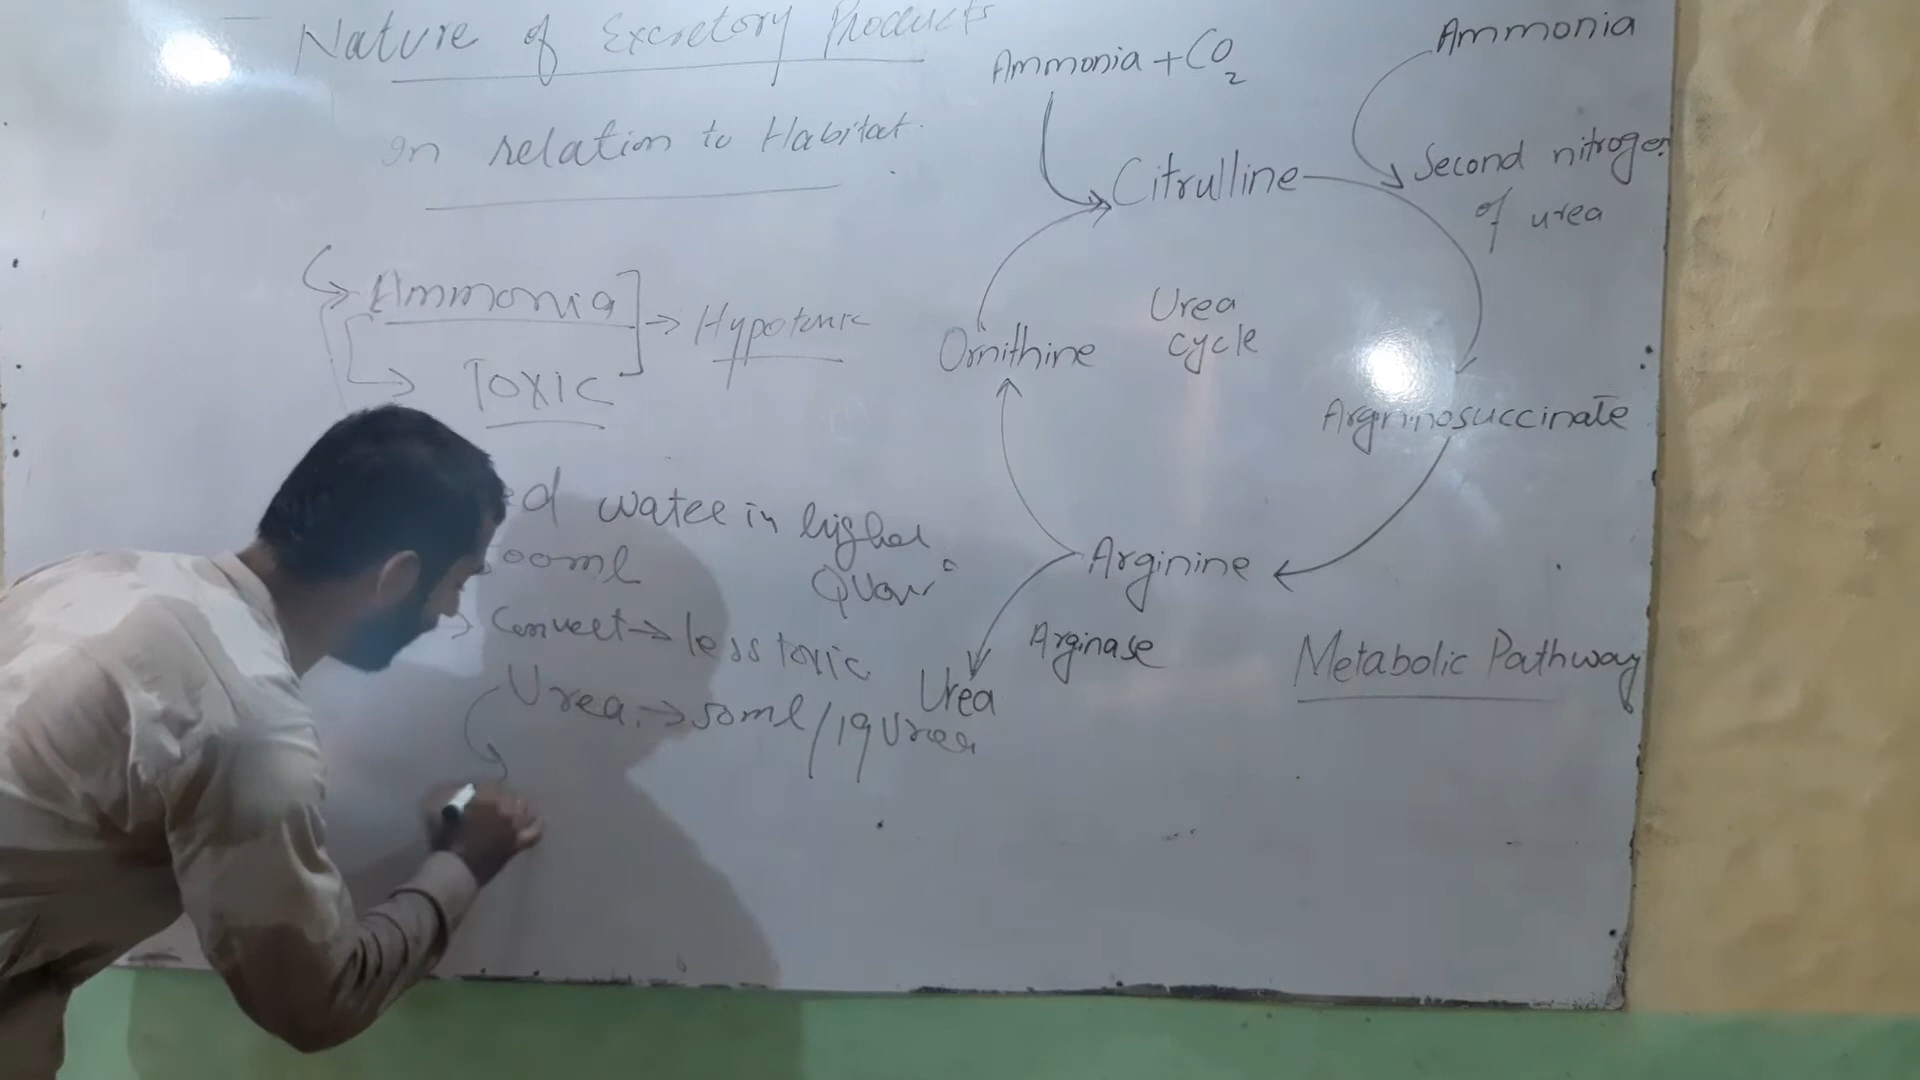 Nature of Excretory Products
In relation to Habitat.
Ammonia → Hypotonic
Toxic
water in higher
500ml
Convert → less toxic
Urea. → 50ml / 1g Urea
Ammonia + CO2
Ammonia
Citrulline
Second nitrogen
of urea
Urea
cycle
Ornithine
Argininosuccinate
Arginine
Arginase
Urea
Metabolic Pathway